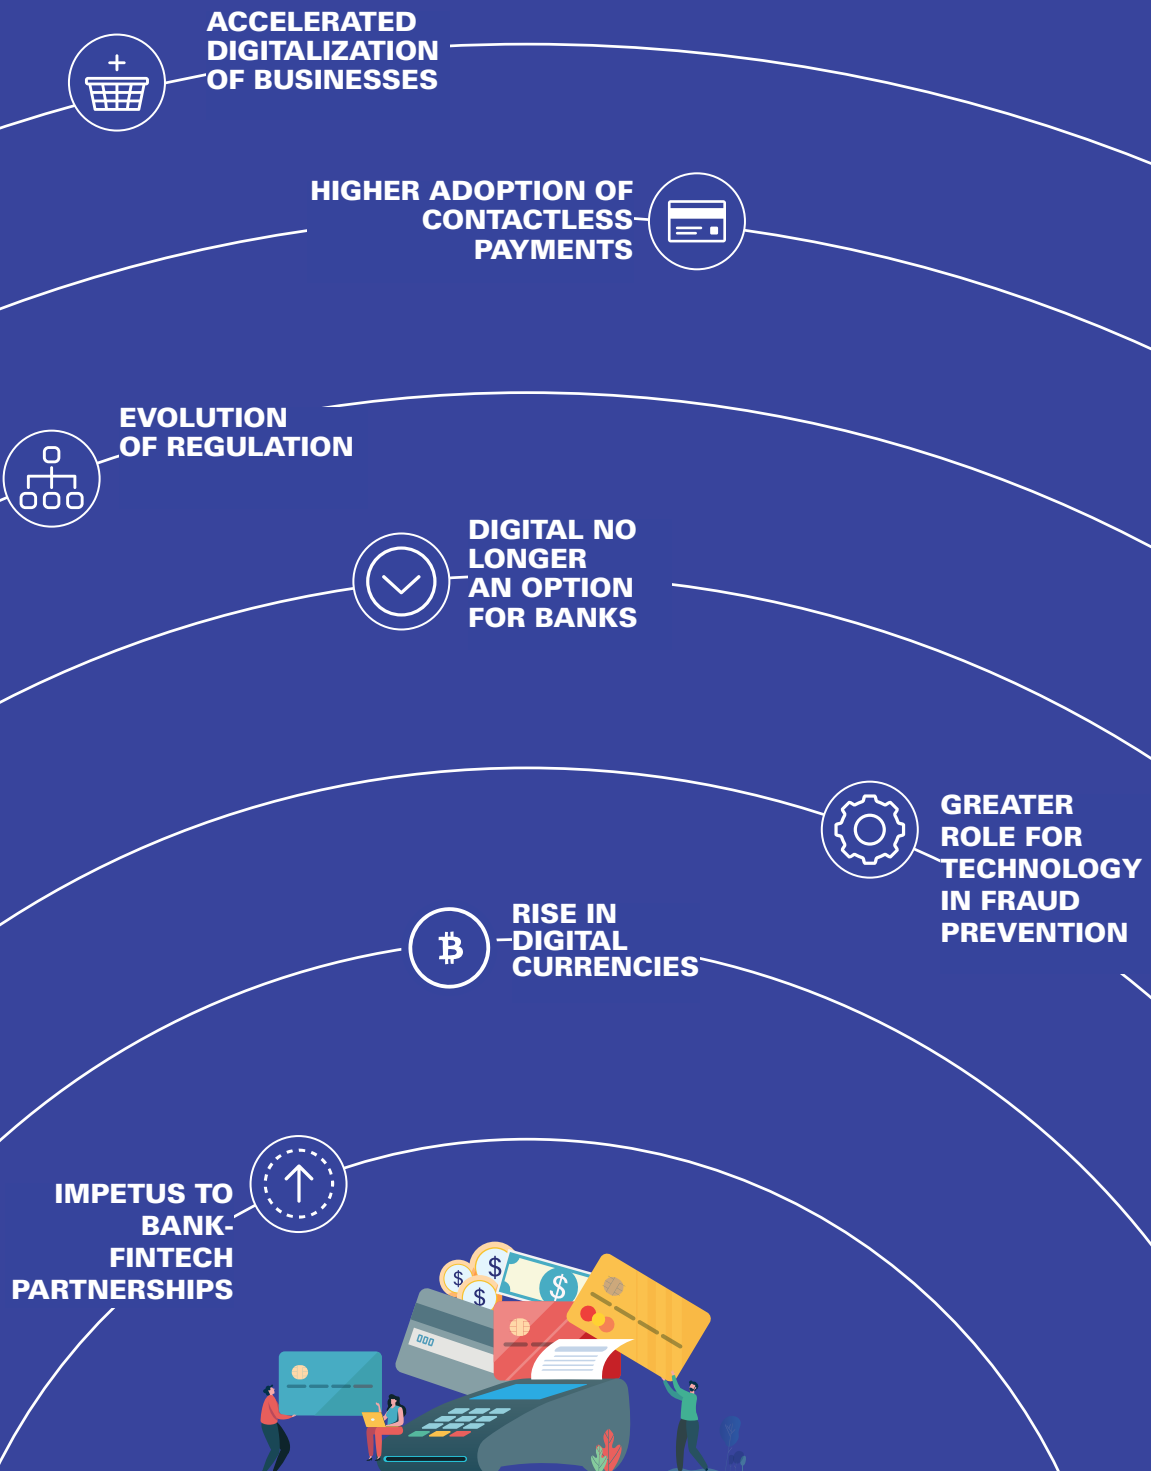 ACCELERATED
DIGITALIZATION
OF BUSINESSES
HIGHER ADOPTION OF
CONTACTLESS
PAYMENTS
EVOLUTION
OF REGULATION
DIGITAL NO
LONGER
AN OPTION
FOR BANKS
GREATER
ROLE FOR
TECHNOLOGY
IN FRAUD
PREVENTION
RISE IN
DIGITAL
CURRENCIES
IMPETUS TO
BANK-
FINTECH
PARTNERSHIPS
$
$
$
$
000